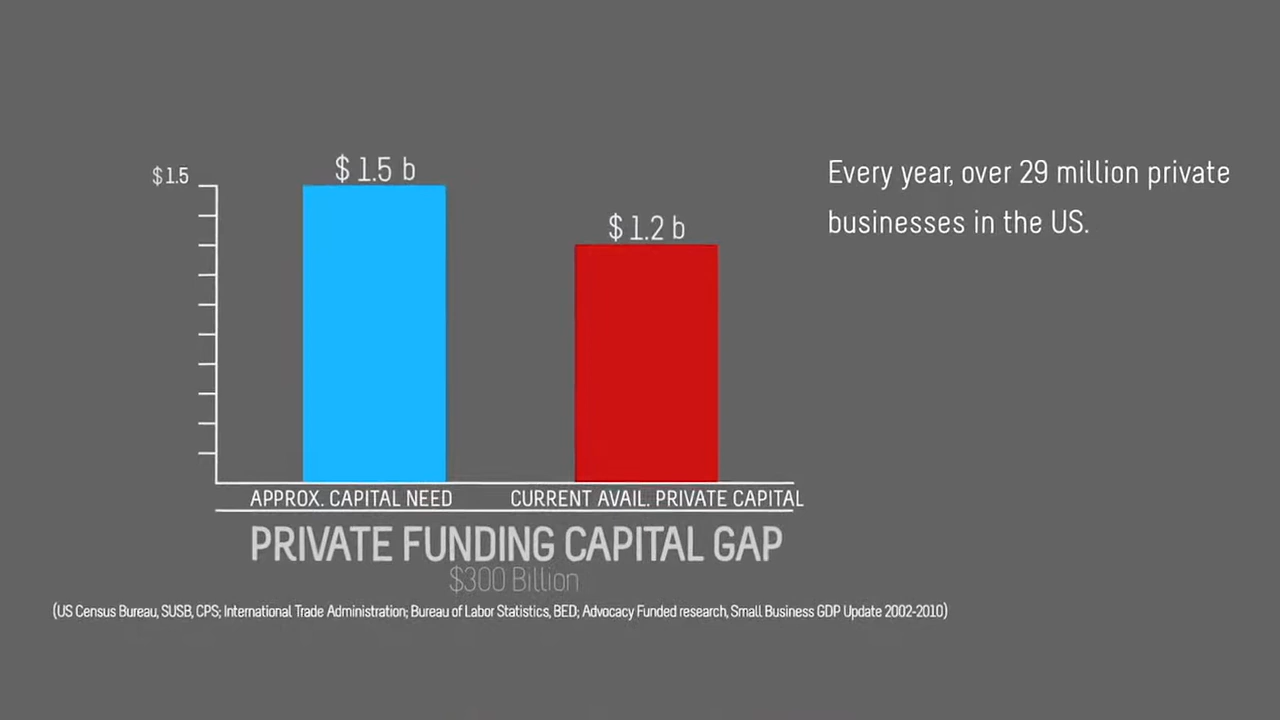 $ 1.5
$ 1.5 b
$ 1.2 b
APPROX. CAPITAL NEED
CURRENT AVAIL. PRIVATE CAPITAL
PRIVATE FUNDING CAPITAL GAP
$300 Billion
(US Census Bureau, SUSB, CPS; International Trade Administration; Bureau of Labor Statistics, BED; Advocacy Funded research, Small Business GDP Update 2002-2010)
Every year, over 29 million private
businesses in the US.